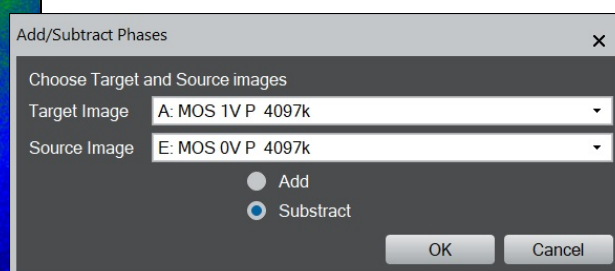 Add/Subtract Phases
Choose Target and Source images
Target Image A: MOS 1V P 4097k
Source Image E: MOS 0V P 4097k
Add
Substract
OK Cancel